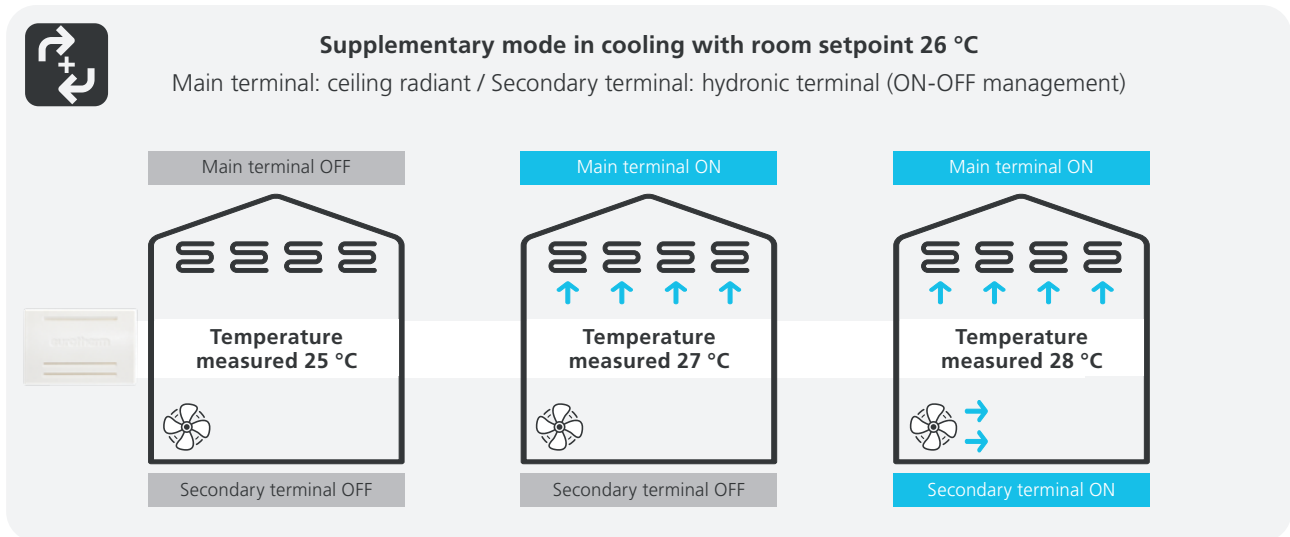 Supplementary mode in cooling with room setpoint 26 °C
Main terminal: ceiling radiant / Secondary terminal: hydronic terminal (ON-OFF management)
Main terminal OFF
Main terminal ON
Main terminal ON
Temperature
measured 25 °C
Temperature
measured 27 °C
Temperature
measured 28 °C
Secondary terminal OFF
Secondary terminal OFF
Secondary terminal ON